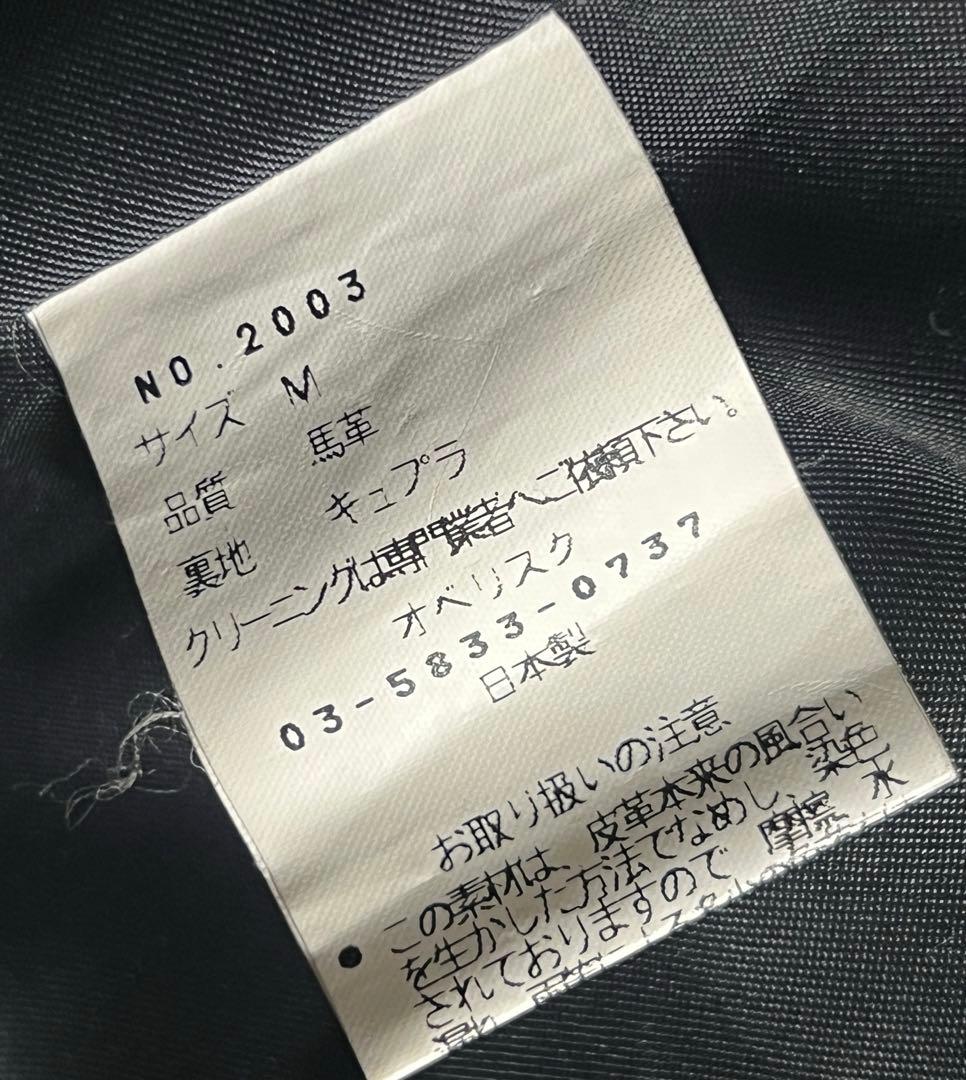 NO.2003
サイズ M
品質 馬革
裏地 キュプラ
クリーニングは専門業者へご依頼下さい。
オベリスク
03-5833-0737
日本製
お取り扱いの注意
この素材は、皮革本来の風合い
を生かした方法でなめし、染色
されておりますので、摩擦、水